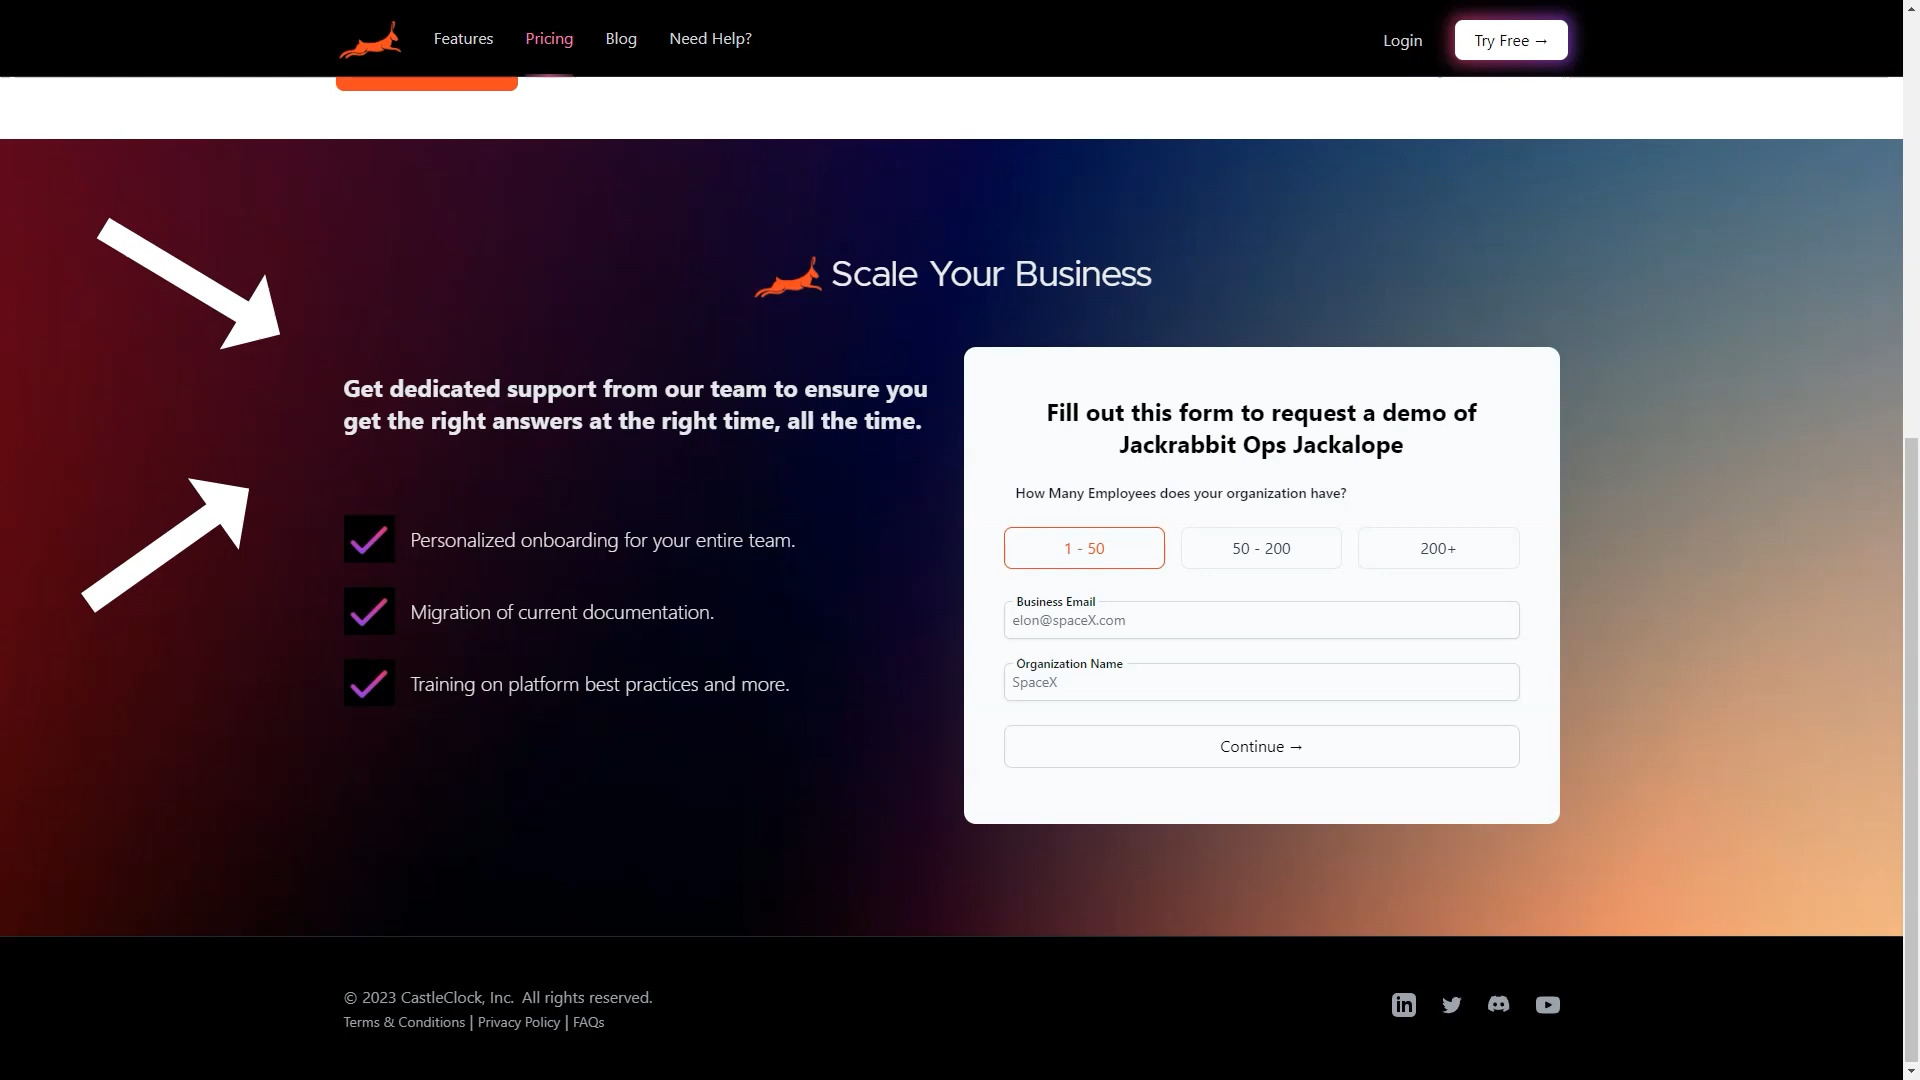 Features Pricing Blog Need Help? Login Try Free →
Scale Your Business
Get dedicated support from our team to ensure you
get the right answers at the right time, all the time.
Personalized onboarding for your entire team.
Migration of current documentation.
Training on platform best practices and more.
Fill out this form to request a demo of
Jackrabbit Ops Jackalope
How Many Employees does your organization have?
1 - 50 50 - 200 200+
Business Email
elon@spaceX.com
Organization Name
SpaceX
Continue →
© 2023 CastleClock, Inc. All rights reserved.
Terms & Conditions | Privacy Policy | FAQs
in